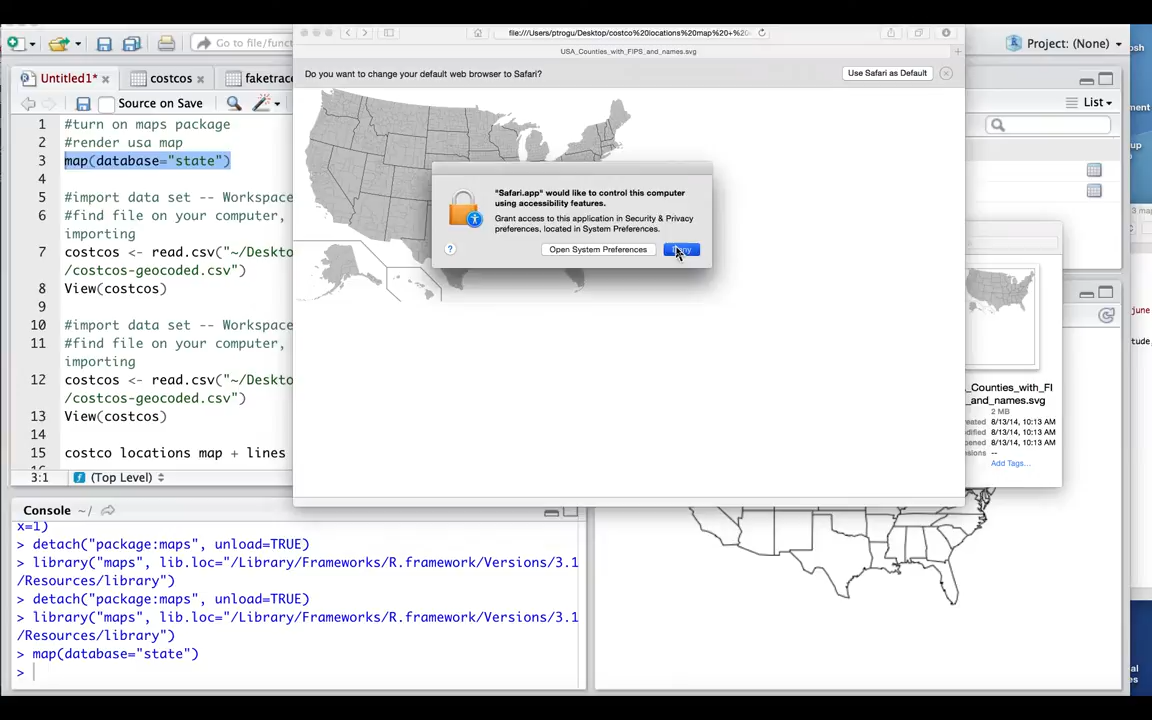 Go to file/func
Project: (None)
Untitled1*
costcos
faketrace
Source on Save
List
1 #turn on maps package
2 #render usa map
3 map(database="state")
4
5 #import data set -- Workspace
6 #find file on your computer,
importing
7 costcos <- read.csv("~/Deskto
/costcos-geocoded.csv")
8 View(costcos)
9
10 #import data set -- Workspace
11 #find file on your computer,
importing
12 costcos <- read.csv("~/Deskto
/costcos-geocoded.csv")
13 View(costcos)
14
15 costco locations map + lines
3:1 (Top Level)
Console ~/
x=1)
> detach("package:maps", unload=TRUE)
> library("maps", lib.loc="/Library/Frameworks/R.framework/Versions/3.1
/Resources/library")
> detach("package:maps", unload=TRUE)
> library("maps", lib.loc="/Library/Frameworks/R.framework/Versions/3.1
/Resources/library")
> map(database="state")
>
file:///Users/ptrogu/Desktop/costco%20locations%20map%20+%20
USA_Counties_with_FIPS_and_names.svg
Do you want to change your default web browser to Safari?
Use Safari as Default
"Safari.app" would like to control this computer
using accessibility features.
Grant access to this application in Security & Privacy
preferences, located in System Preferences.
?
Open System Preferences
_Counties_with_FI
_and_names.svg
2 MB
8/13/14, 10:13 AM
8/13/14, 10:13 AM
8/13/14, 10:13 AM
--
Add Tags...
june